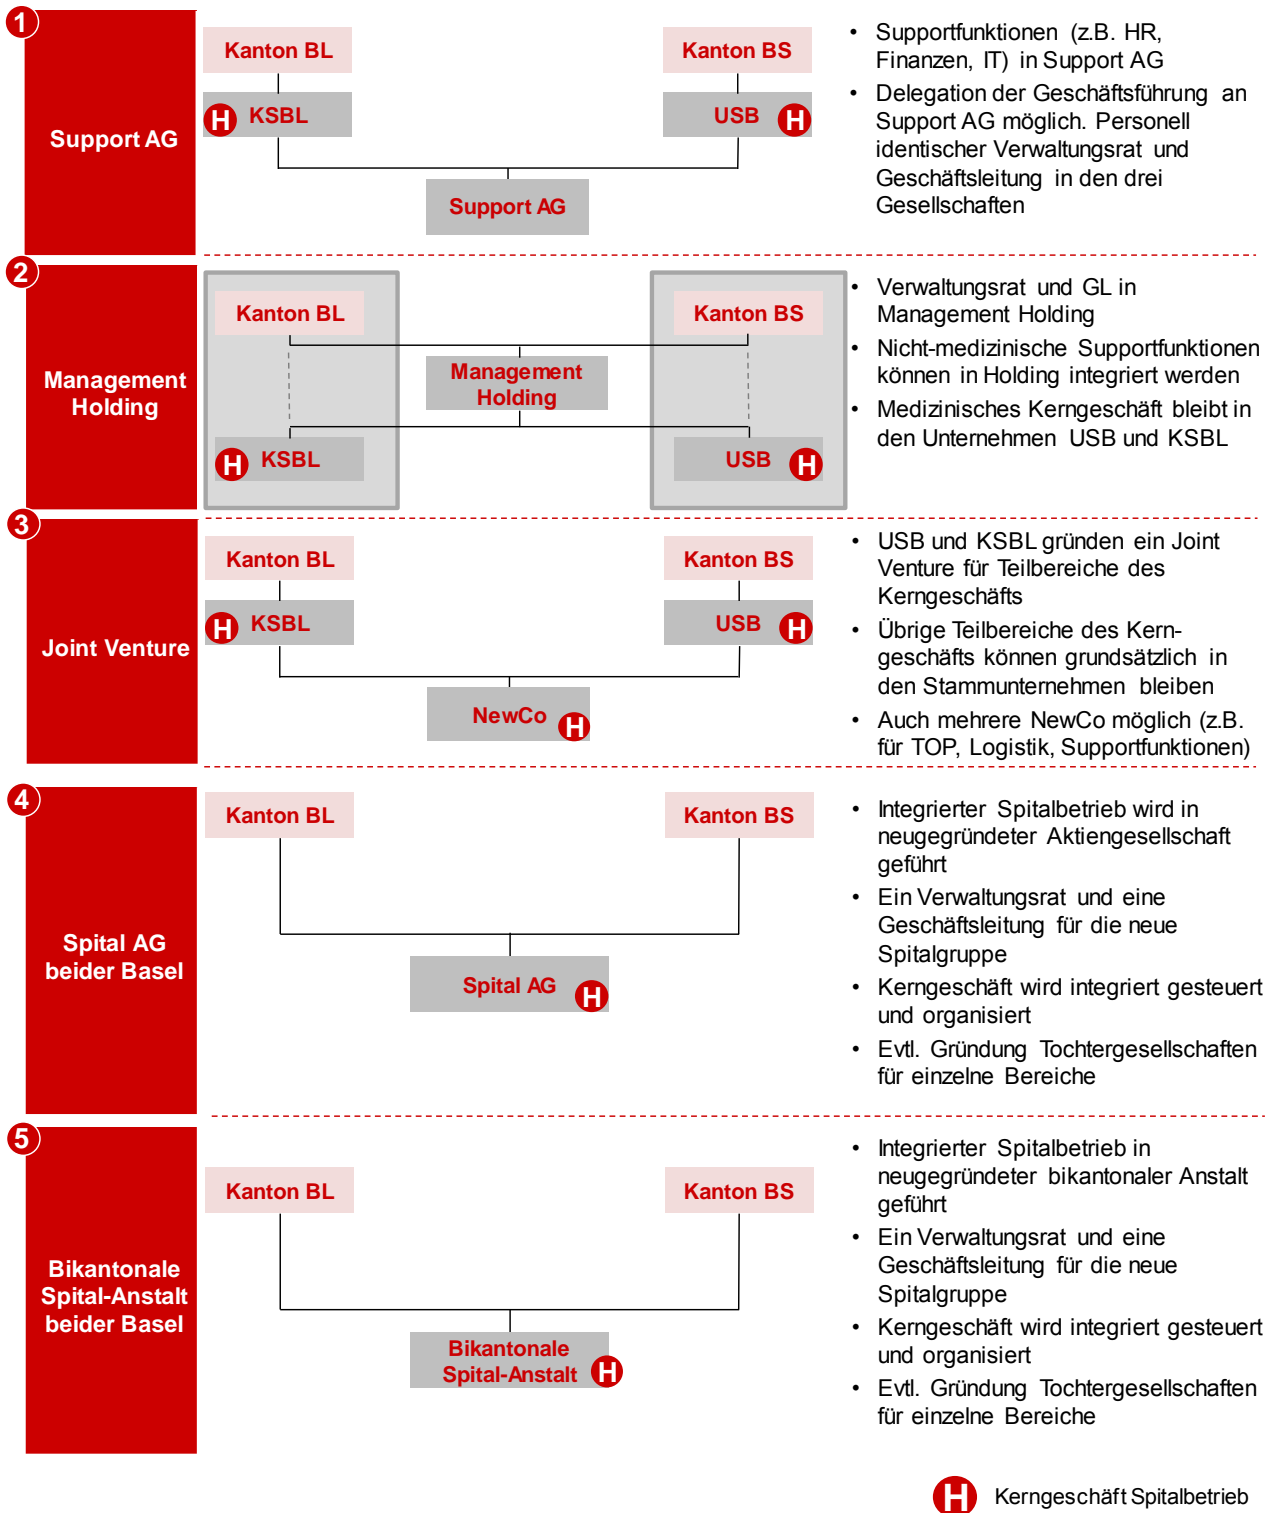 1
Support AG
Kanton BL
Kanton BS
H KSBL
USB H
Support AG
• Supportfunktionen (z.B. HR,
Finanzen, IT) in Support AG
• Delegation der Geschäftsführung an
Support AG möglich. Personell
identischer Verwaltungsrat und
Geschäftsleitung in den drei
Gesellschaften
2
Management
Holding
Kanton BL
Kanton BS
Management
Holding
H KSBL
USB H
• Verwaltungsrat und GL in
Management Holding
• Nicht-medizinische Supportfunktionen
können in Holding integriert werden
• Medizinisches Kerngeschäft bleibt in
den Unternehmen USB und KSBL
3
Joint Venture
Kanton BL
Kanton BS
H KSBL
USB H
NewCo H
• USB und KSBL gründen ein Joint
Venture für Teilbereiche des
Kerngeschäfts
• Übrige Teilbereiche des Kern-
geschäfts können grundsätzlich in
den Stammunternehmen bleiben
• Auch mehrere NewCo möglich (z.B.
für TOP, Logistik, Supportfunktionen)
4
Spital AG
beider Basel
Kanton BL
Kanton BS
Spital AG H
• Integrierter Spitalbetrieb wird in
neugegründeter Aktiengesellschaft
geführt
• Ein Verwaltungsrat und eine
Geschäftsleitung für die neue
Spitalgruppe
• Kerngeschäft wird integriert gesteuert
und organisiert
• Evtl. Gründung Tochtergesellschaften
für einzelne Bereiche
5
Bikantonale
Spital-Anstalt
beider Basel
Kanton BL
Kanton BS
Bikantonale
Spital-Anstalt H
• Integrierter Spitalbetrieb in
neugegründeter bikantonaler Anstalt
geführt
• Ein Verwaltungsrat und eine
Geschäftsleitung für die neue
Spitalgruppe
• Kerngeschäft wird integriert gesteuert
und organisiert
• Evtl. Gründung Tochtergesellschaften
für einzelne Bereiche
H Kerngeschäft Spitalbetrieb